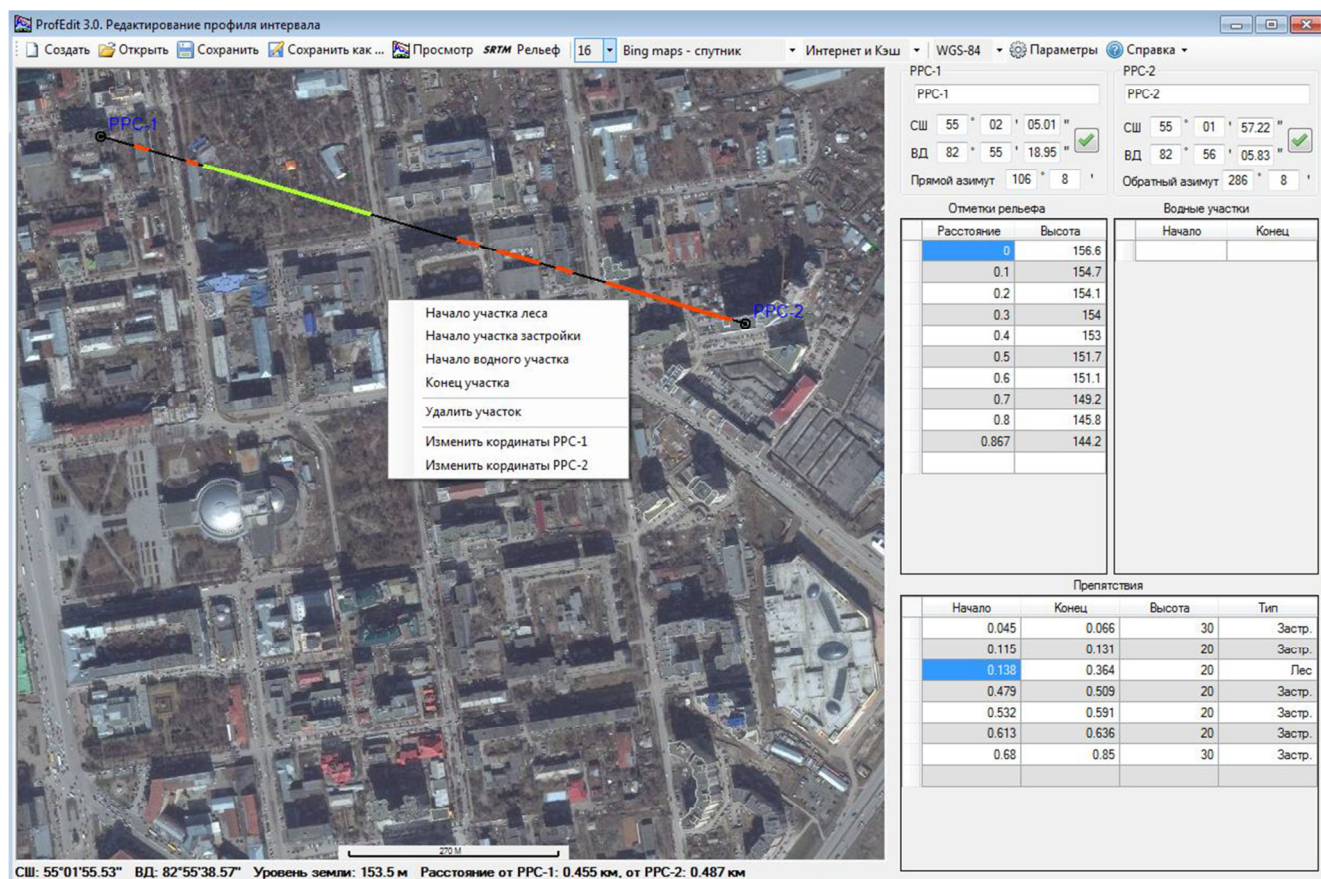 ProfEdit 3.0. Редактирование профиля интервала
Создать Открыть Сохранить Сохранить как ... Просмотр SRTM Рельеф 16 Bing maps - спутник Интернет и Кэш WGS-84 Параметры Справка
РРС-1 РРС-2
РРС-1 РРС-2
СШ 55 ° 02 ' 05.01 " СШ 55 ° 01 ' 57.22 "
ВД 82 ° 55 ' 18.95 " ВД 82 ° 56 ' 05.83 "
Прямой азимут 106 ° 8 ' Обратный азимут 286 ° 8 '
Отметки рельефа Водные участки
Расстояние Высота Начало Конец
0 156.6
0.1 154.7
0.2 154.1
0.3 154
0.4 153
0.5 151.7
0.6 151.1
0.7 149.2
0.8 145.8
0.867 144.2
РРС-1
РРС-2
Начало участка леса
Начало участка застройки
Начало водного участка
Конец участка
Удалить участок
Изменить кординаты РРС-1
Изменить кординаты РРС-2
Препятствия
Начало Конец Высота Тип
0.045 0.066 30 Застр.
0.115 0.131 20 Застр.
0.138 0.364 20 Лес
0.479 0.509 20 Застр.
0.532 0.591 20 Застр.
0.613 0.636 20 Застр.
0.68 0.85 30 Застр.
270 М
СШ: 55°01'55.53" ВД: 82°55'38.57" Уровень земли: 153.5 м Расстояние от РРС-1: 0.455 км, от РРС-2: 0.487 км